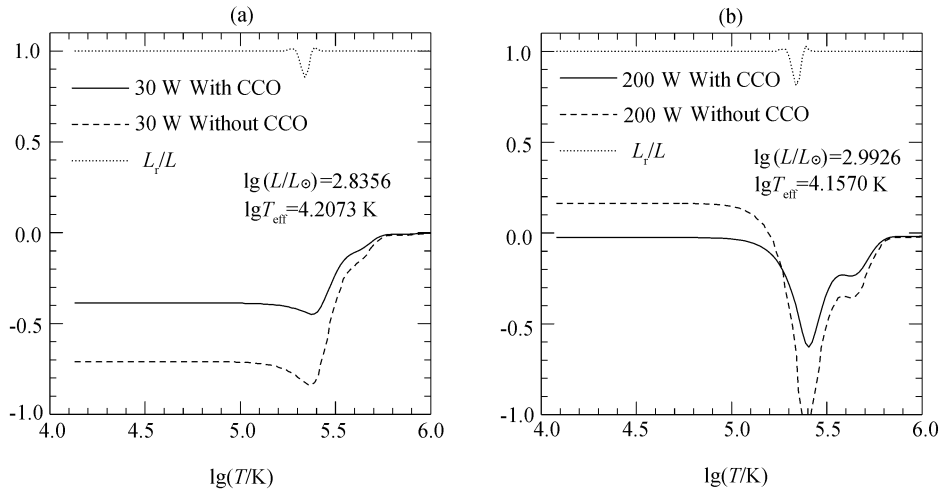 (a)
1.0
0.5
0.0
-0.5
-1.0
30 W With CCO
30 W Without CCO
Lr/L
lg(L/L⊙)=2.8356
lgTeff=4.2073 K
4.0 4.5 5.0 5.5 6.0
lg(T/K)
(b)
1.0
0.5
0.0
-0.5
-1.0
200 W With CCO
200 W Without CCO
Lr/L
lg(L/L⊙)=2.9926
lgTeff=4.1570 K
4.0 4.5 5.0 5.5 6.0
lg(T/K)